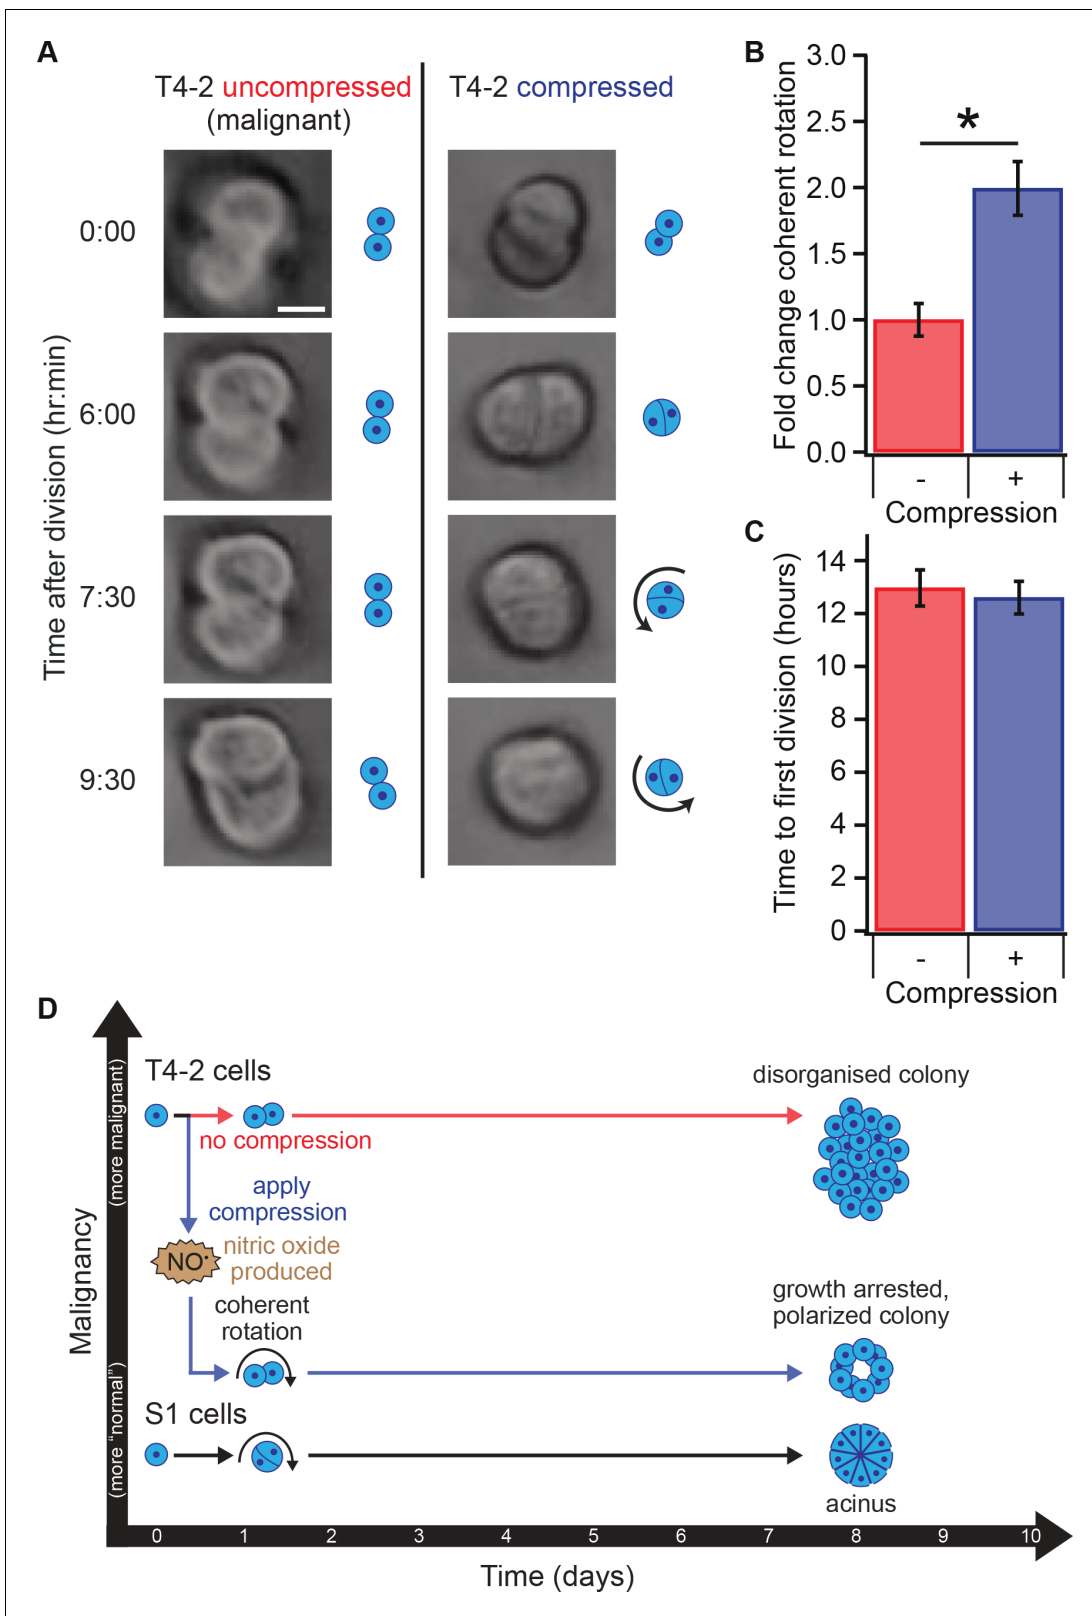 A
T4-2 uncompressed
(malignant)
T4-2 compressed
Time after division (hr:min)
0:00
6:00
7:30
9:30
B
Fold change coherent rotation
3.0
2.5
2.0
1.5
1.0
0.5
0.0
*
- +
Compression
C
Time to first division (hours)
14
12
10
8
6
4
2
0
- +
Compression
D
Malignancy
(more malignant)
(more "normal")
T4-2 cells
no compression
disorganised colony
apply
compression
NO•
nitric oxide
produced
coherent
rotation
growth arrested,
polarized colony
S1 cells
acinus
0 1 2 3 4 5 6 7 8 9 10
Time (days)